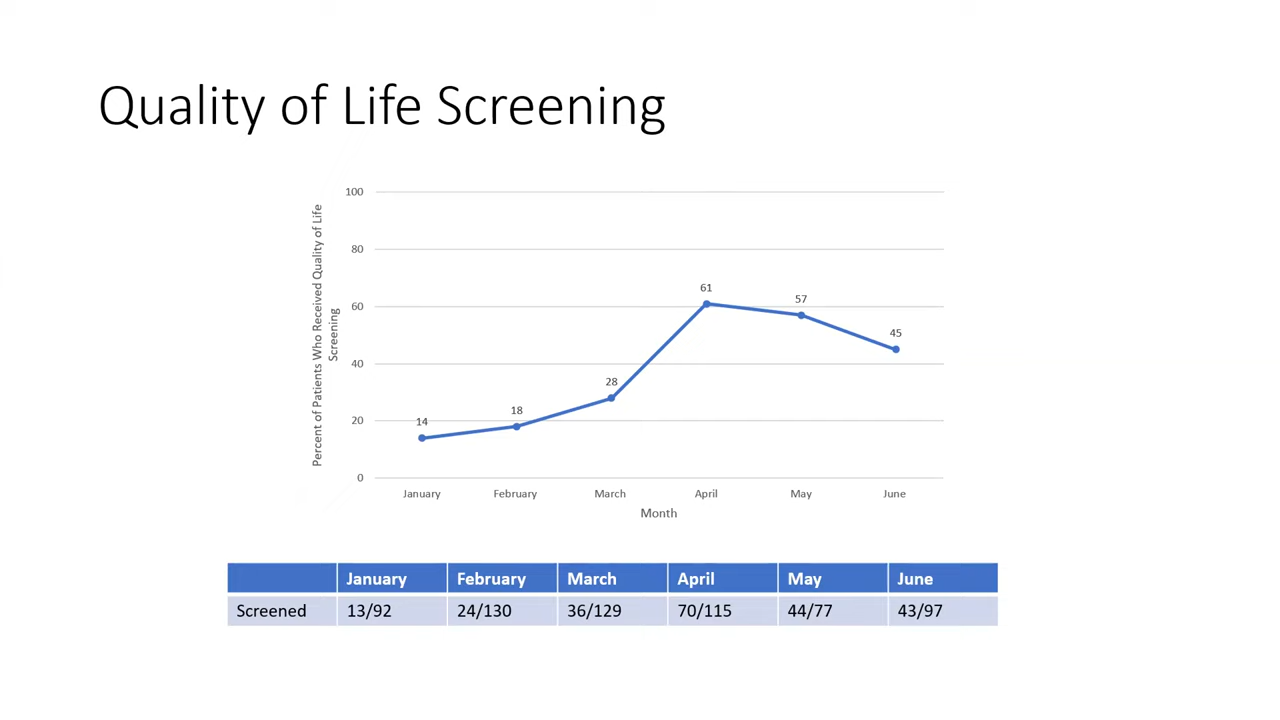 Quality of Life Screening
Percent of Patients Who Received Quality of Life
Screening
100
80
60
40
20
0
14
18
28
61
57
45
January February March April May June
Month
January February March April May June
Screened 13/92 24/130 36/129 70/115 44/77 43/97